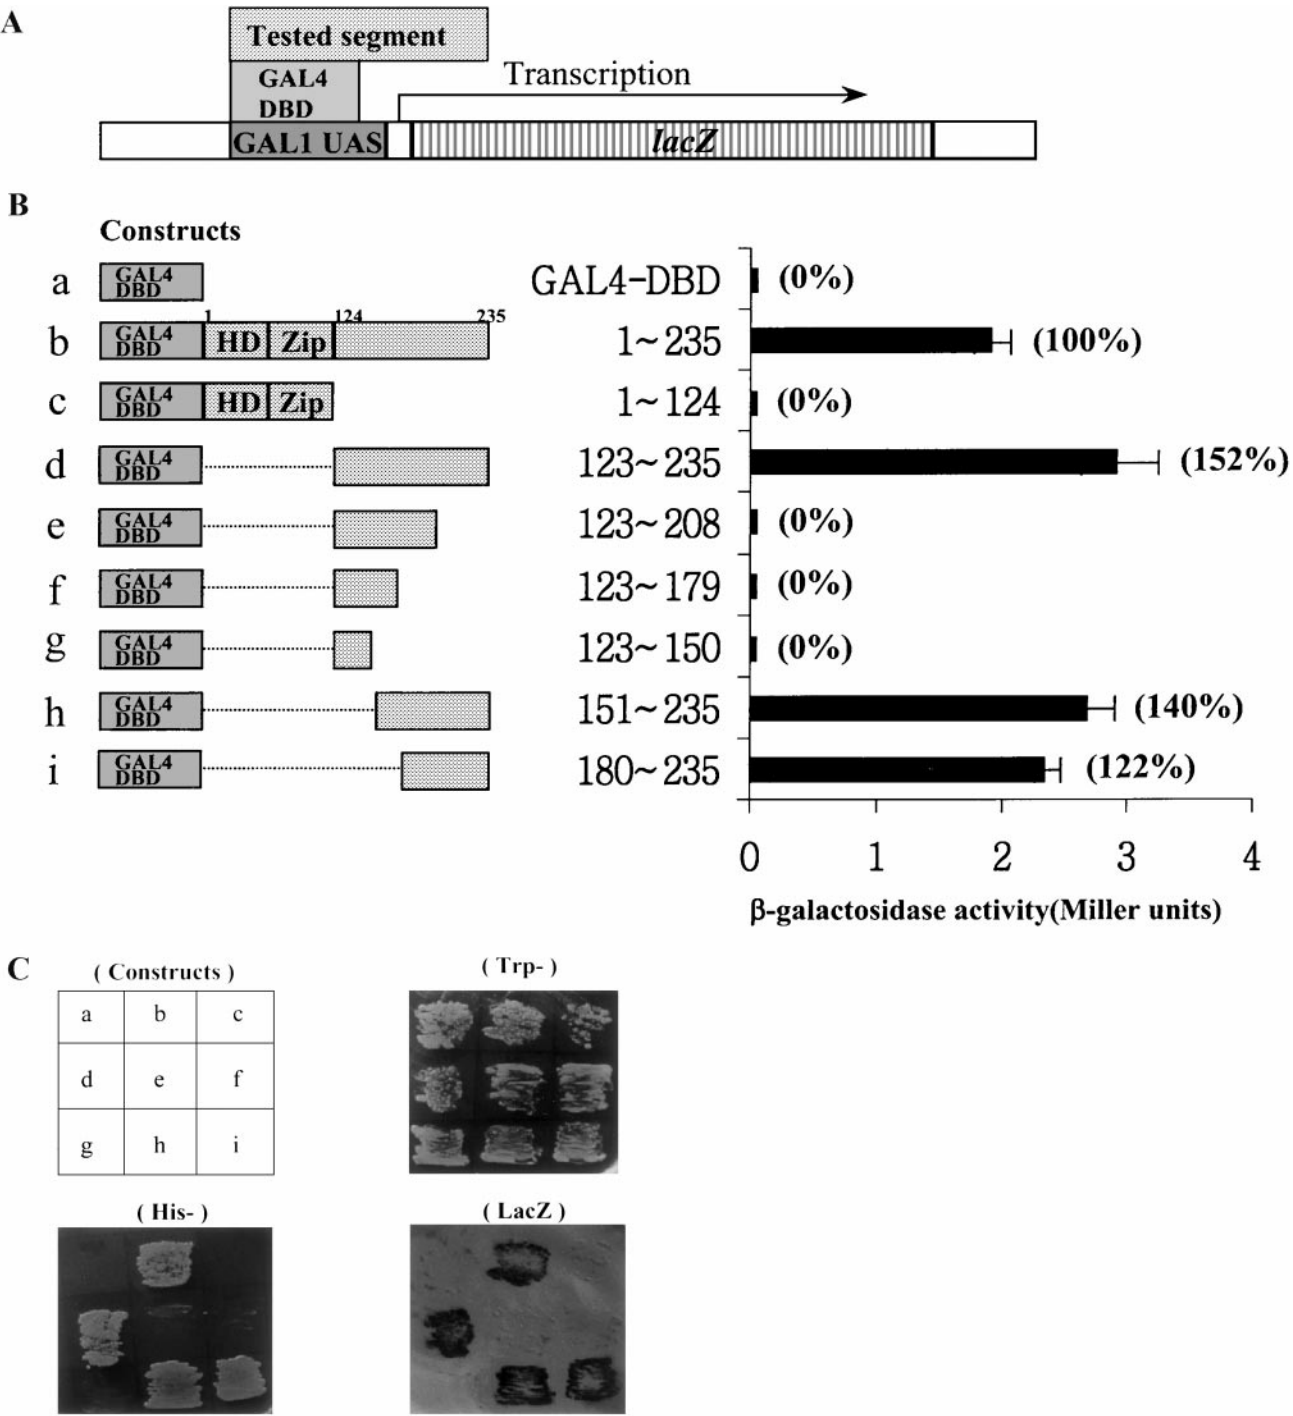 A
Tested segment
GAL4
DBD
Transcription
GAL1 UAS
lacZ
B
Constructs
a GAL4 DBD GAL4-DBD (0%)
1 124 235
b GAL4 DBD HD Zip 1~235 (100%)
c GAL4 DBD HD Zip 1~124 (0%)
d GAL4 DBD 123~235 (152%)
e GAL4 DBD 123~208 (0%)
f GAL4 DBD 123~179 (0%)
g GAL4 DBD 123~150 (0%)
h GAL4 DBD 151~235 (140%)
i GAL4 DBD 180~235 (122%)
0 1 2 3 4
β-galactosidase activity(Miller units)
C
( Constructs )
a b c
d e f
g h i
( Trp- )
( His- )
( LacZ )